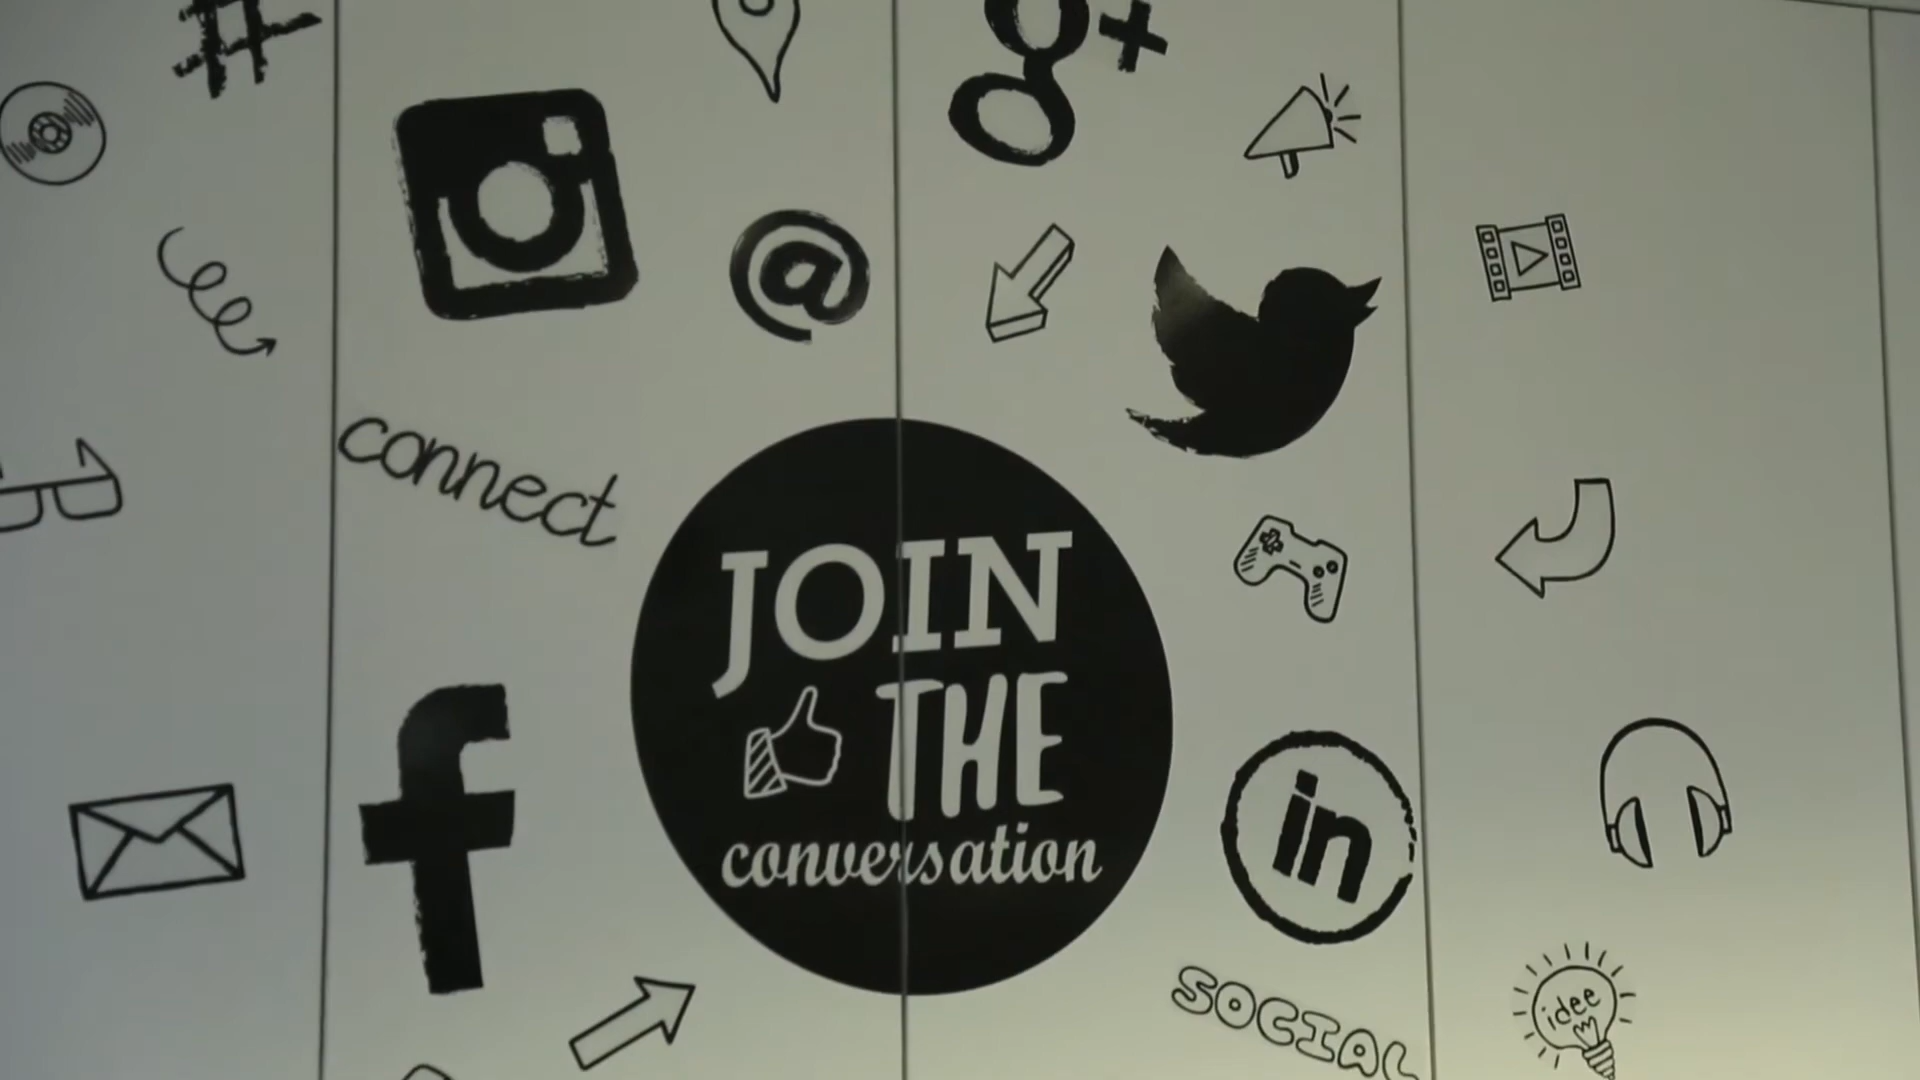 #
g+
@
connect
JOIN
THE
conversation
f
in
SOCIAL
idee